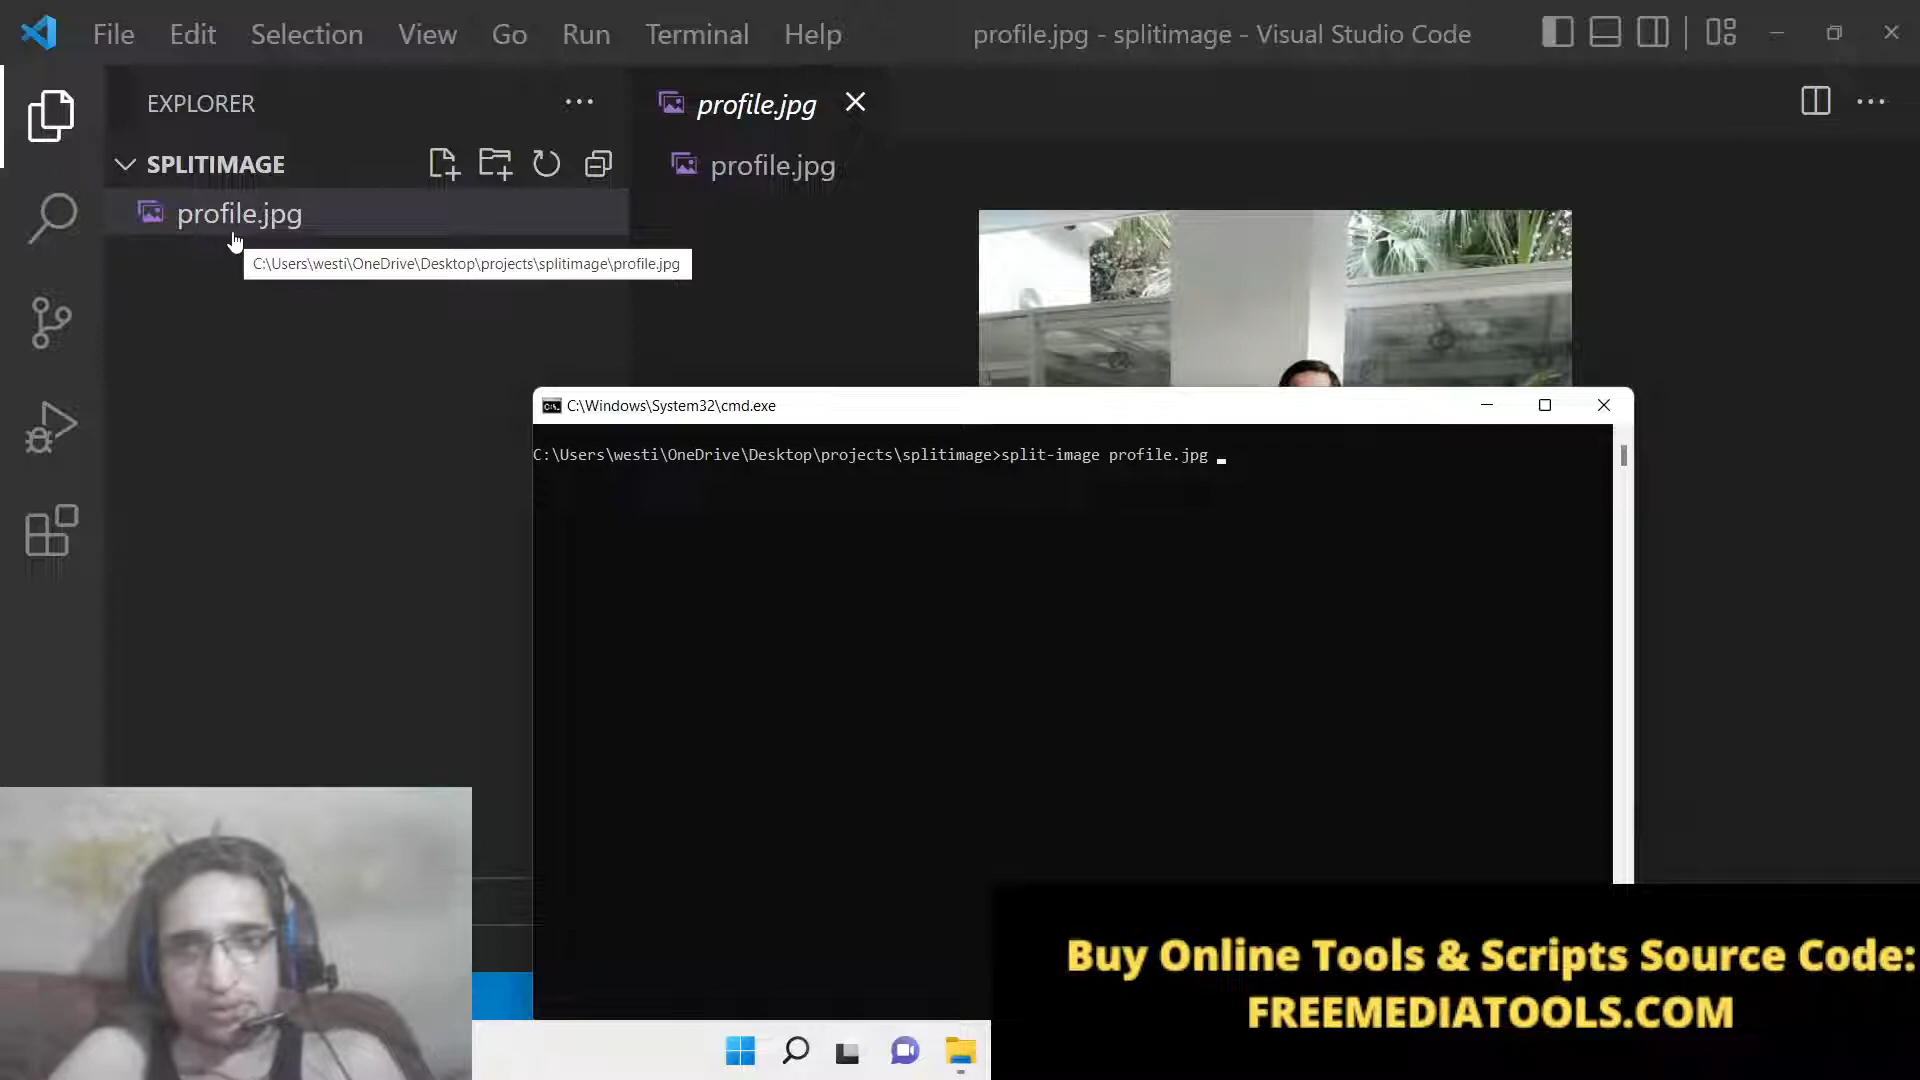 File Edit Selection View Go Run Terminal Help
profile.jpg - splitimage - Visual Studio Code
EXPLORER
SPLITIMAGE
profile.jpg
C:\Users\westi\OneDrive\Desktop\projects\splitimage\profile.jpg
profile.jpg
profile.jpg
C:\Windows\System32\cmd.exe
C:\Users\westi\OneDrive\Desktop\projects\splitimage>split-image profile.jpg
Buy Online Tools & Scripts Source Code:
FREEMEDIATOOLS.COM